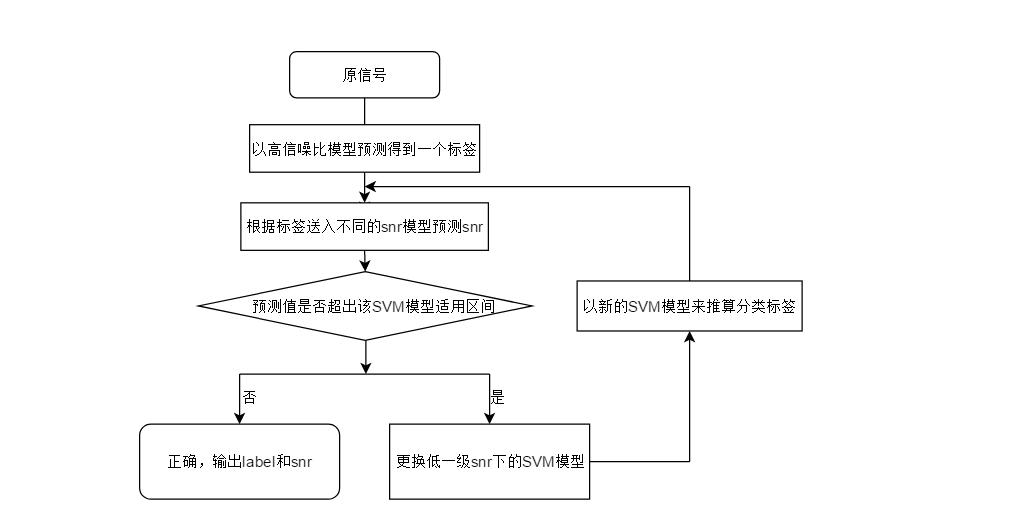 原信号
以高信噪比模型预测得到一个标签
根据标签送入不同的snr模型预测snr
预测值是否超出该SVM模型适用区间
以新的SVM模型来推算分类标签
否
是
正确，输出label和snr
更换低一级snr下的SVM模型